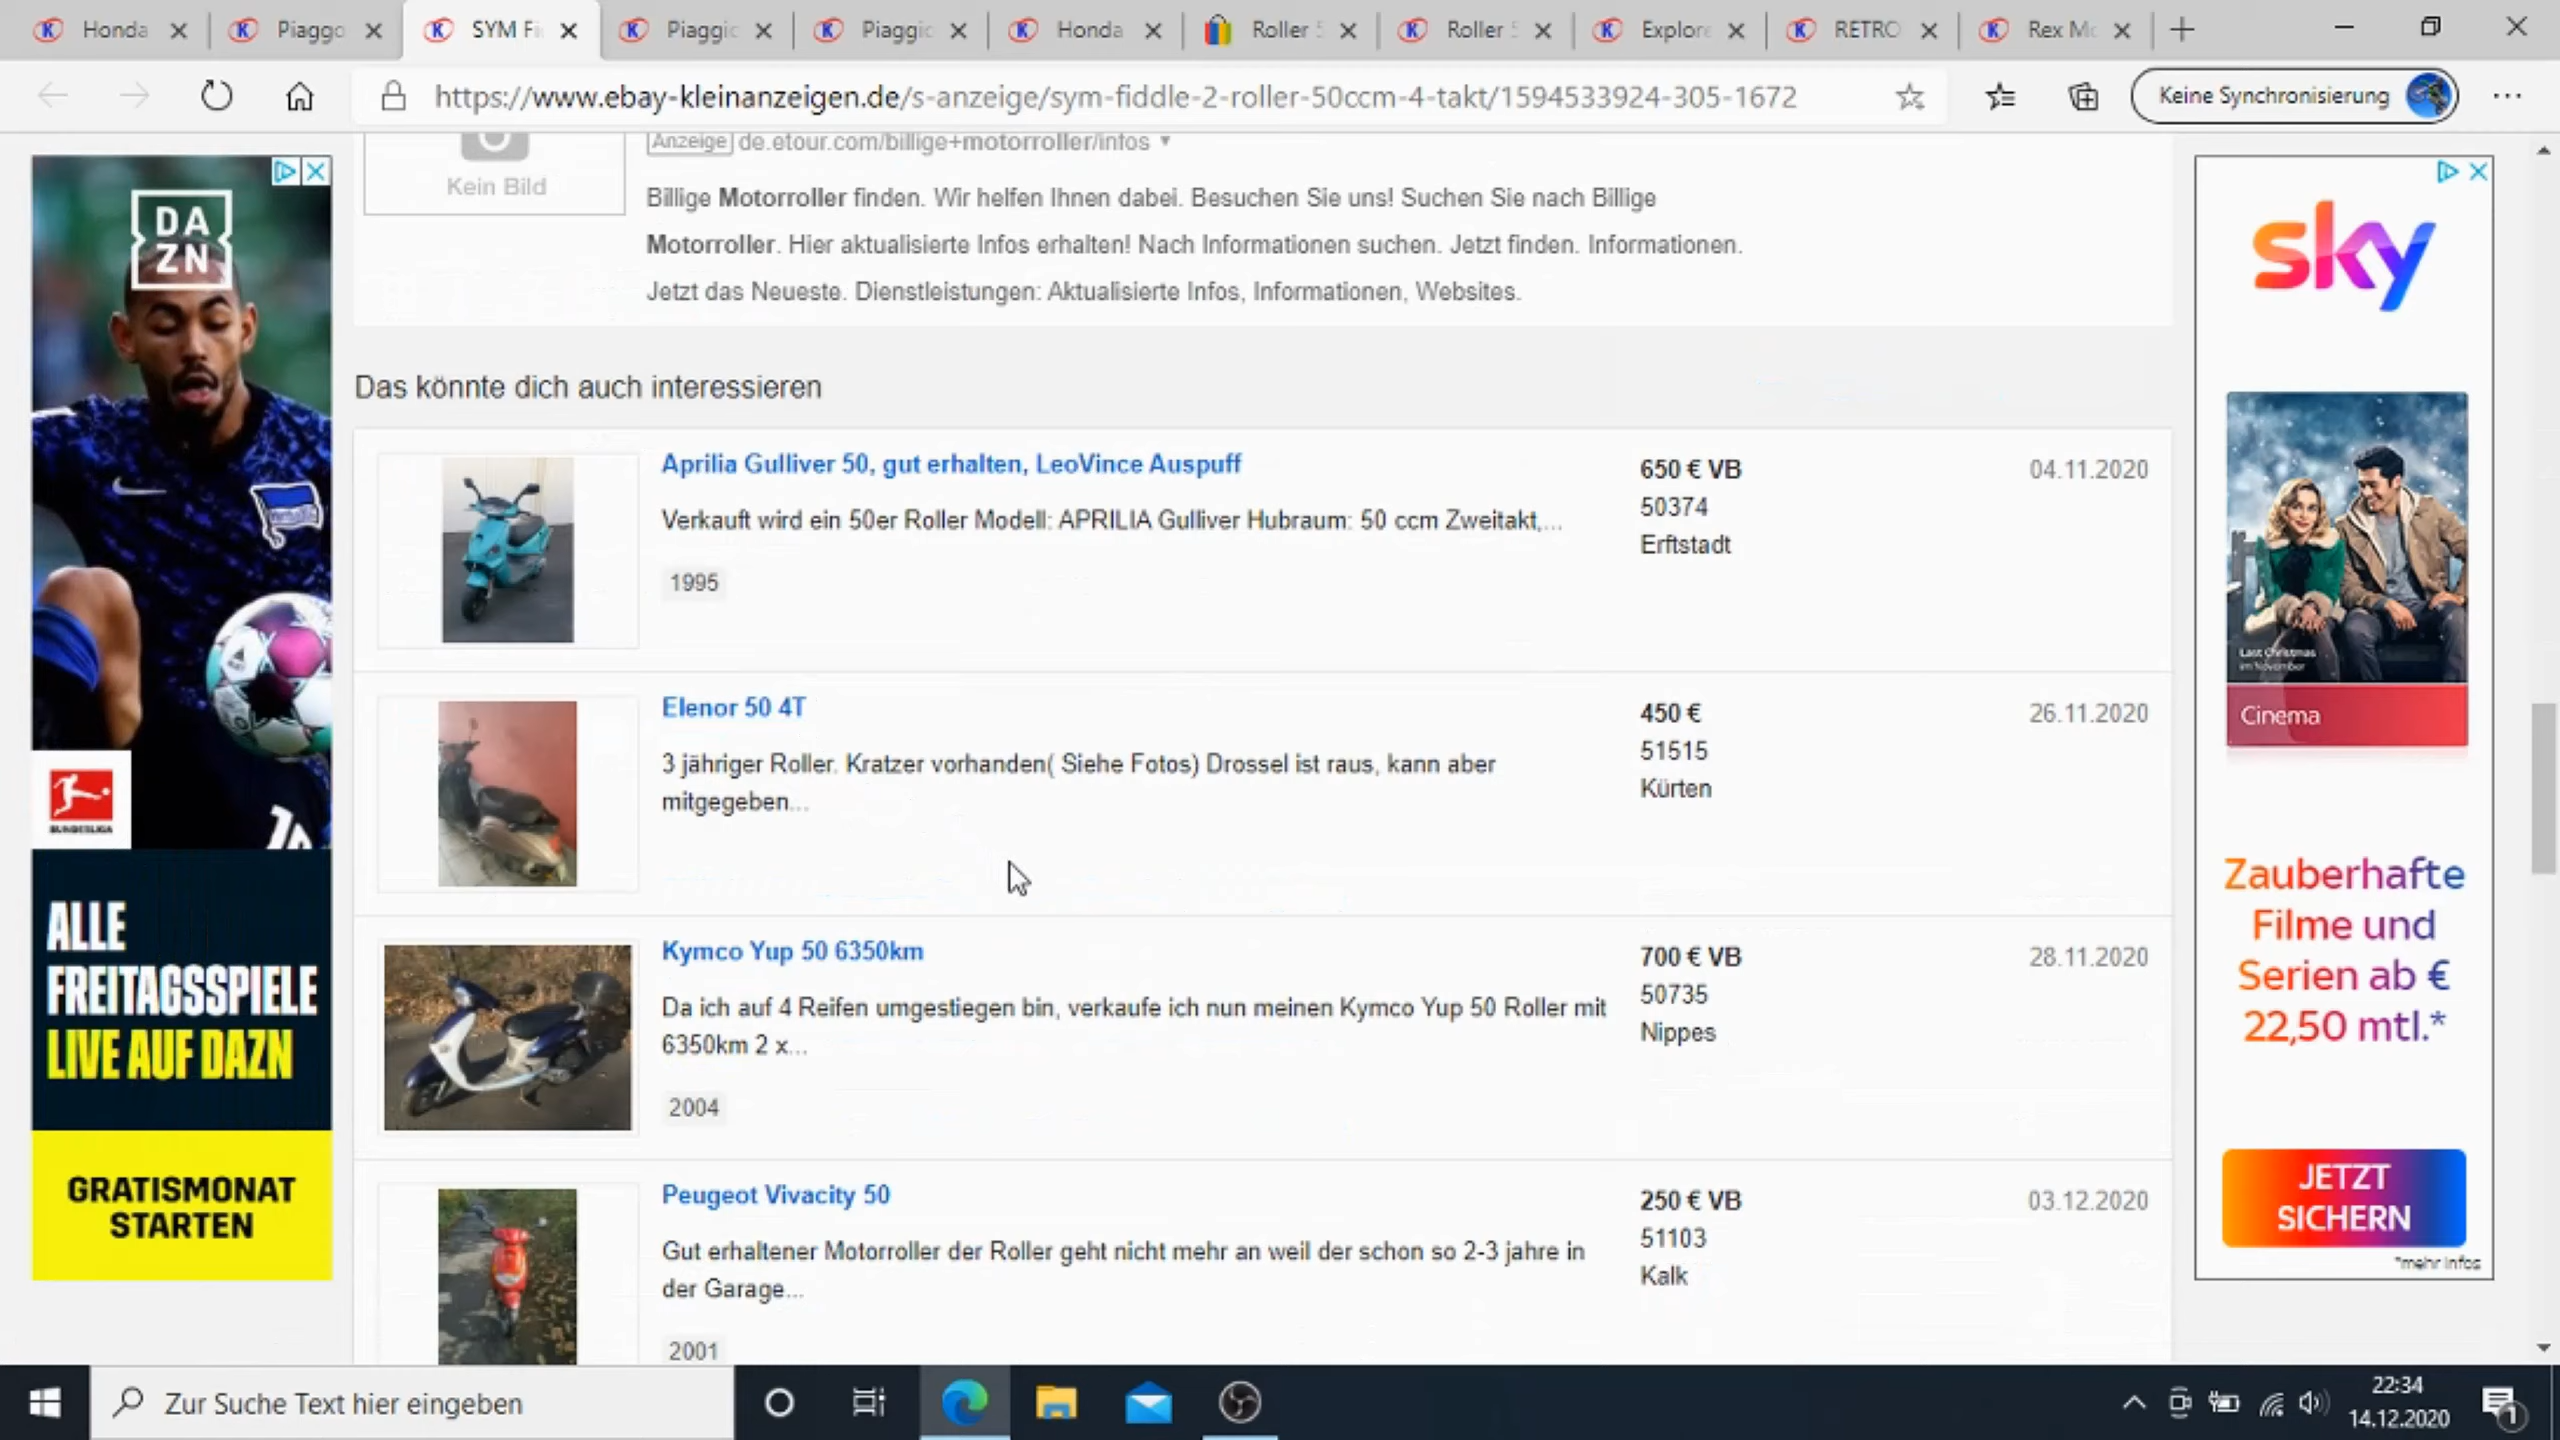 Honda
Piaggo
SYM Fi
Piaggic
Piaggic
Honda
Roller
Roller
Explore
RETRO
Rex Mo
https://www.ebay-kleinanzeigen.de/s-anzeige/sym-fiddle-2-roller-50ccm-4-takt/1594533924-305-1672
Keine Synchronisierung
Kein Bild
Anzeige de.etour.com/billige+motorroller/infos
Billige Motorroller finden. Wir helfen Ihnen dabei. Besuchen Sie uns! Suchen Sie nach Billige
Motorroller. Hier aktualisierte Infos erhalten! Nach Informationen suchen. Jetzt finden. Informationen.
Jetzt das Neueste. Dienstleistungen: Aktualisierte Infos, Informationen, Websites.
Das könnte dich auch interessieren
Aprilia Gulliver 50, gut erhalten, LeoVince Auspuff
650 € VB
04.11.2020
Verkauft wird ein 50er Roller Modell: APRILIA Gulliver Hubraum: 50 ccm Zweitakt,...
50374
Erftstadt
1995
Elenor 50 4T
450 €
26.11.2020
3 jähriger Roller. Kratzer vorhanden( Siehe Fotos) Drossel ist raus, kann aber
mitgegeben...
51515
Kürten
Kymco Yup 50 6350km
700 € VB
28.11.2020
Da ich auf 4 Reifen umgestiegen bin, verkaufe ich nun meinen Kymco Yup 50 Roller mit
6350km 2 x...
50735
Nippes
2004
Peugeot Vivacity 50
250 € VB
03.12.2020
Gut erhaltener Motorroller der Roller geht nicht mehr an weil der schon so 2-3 jahre in
der Garage...
51103
Kalk
2001
DA
ZN
BUNDESLIGA
ALLE
FREITAGSSPIELE
LIVE AUF DAZN
GRATISMONAT
STARTEN
sky
Last Christmas
im November
Cinema
Zauberhafte
Filme und
Serien ab €
22,50 mtl.*
JETZT
SICHERN
*mehr Infos
Zur Suche Text hier eingeben
22:34
14.12.2020
1